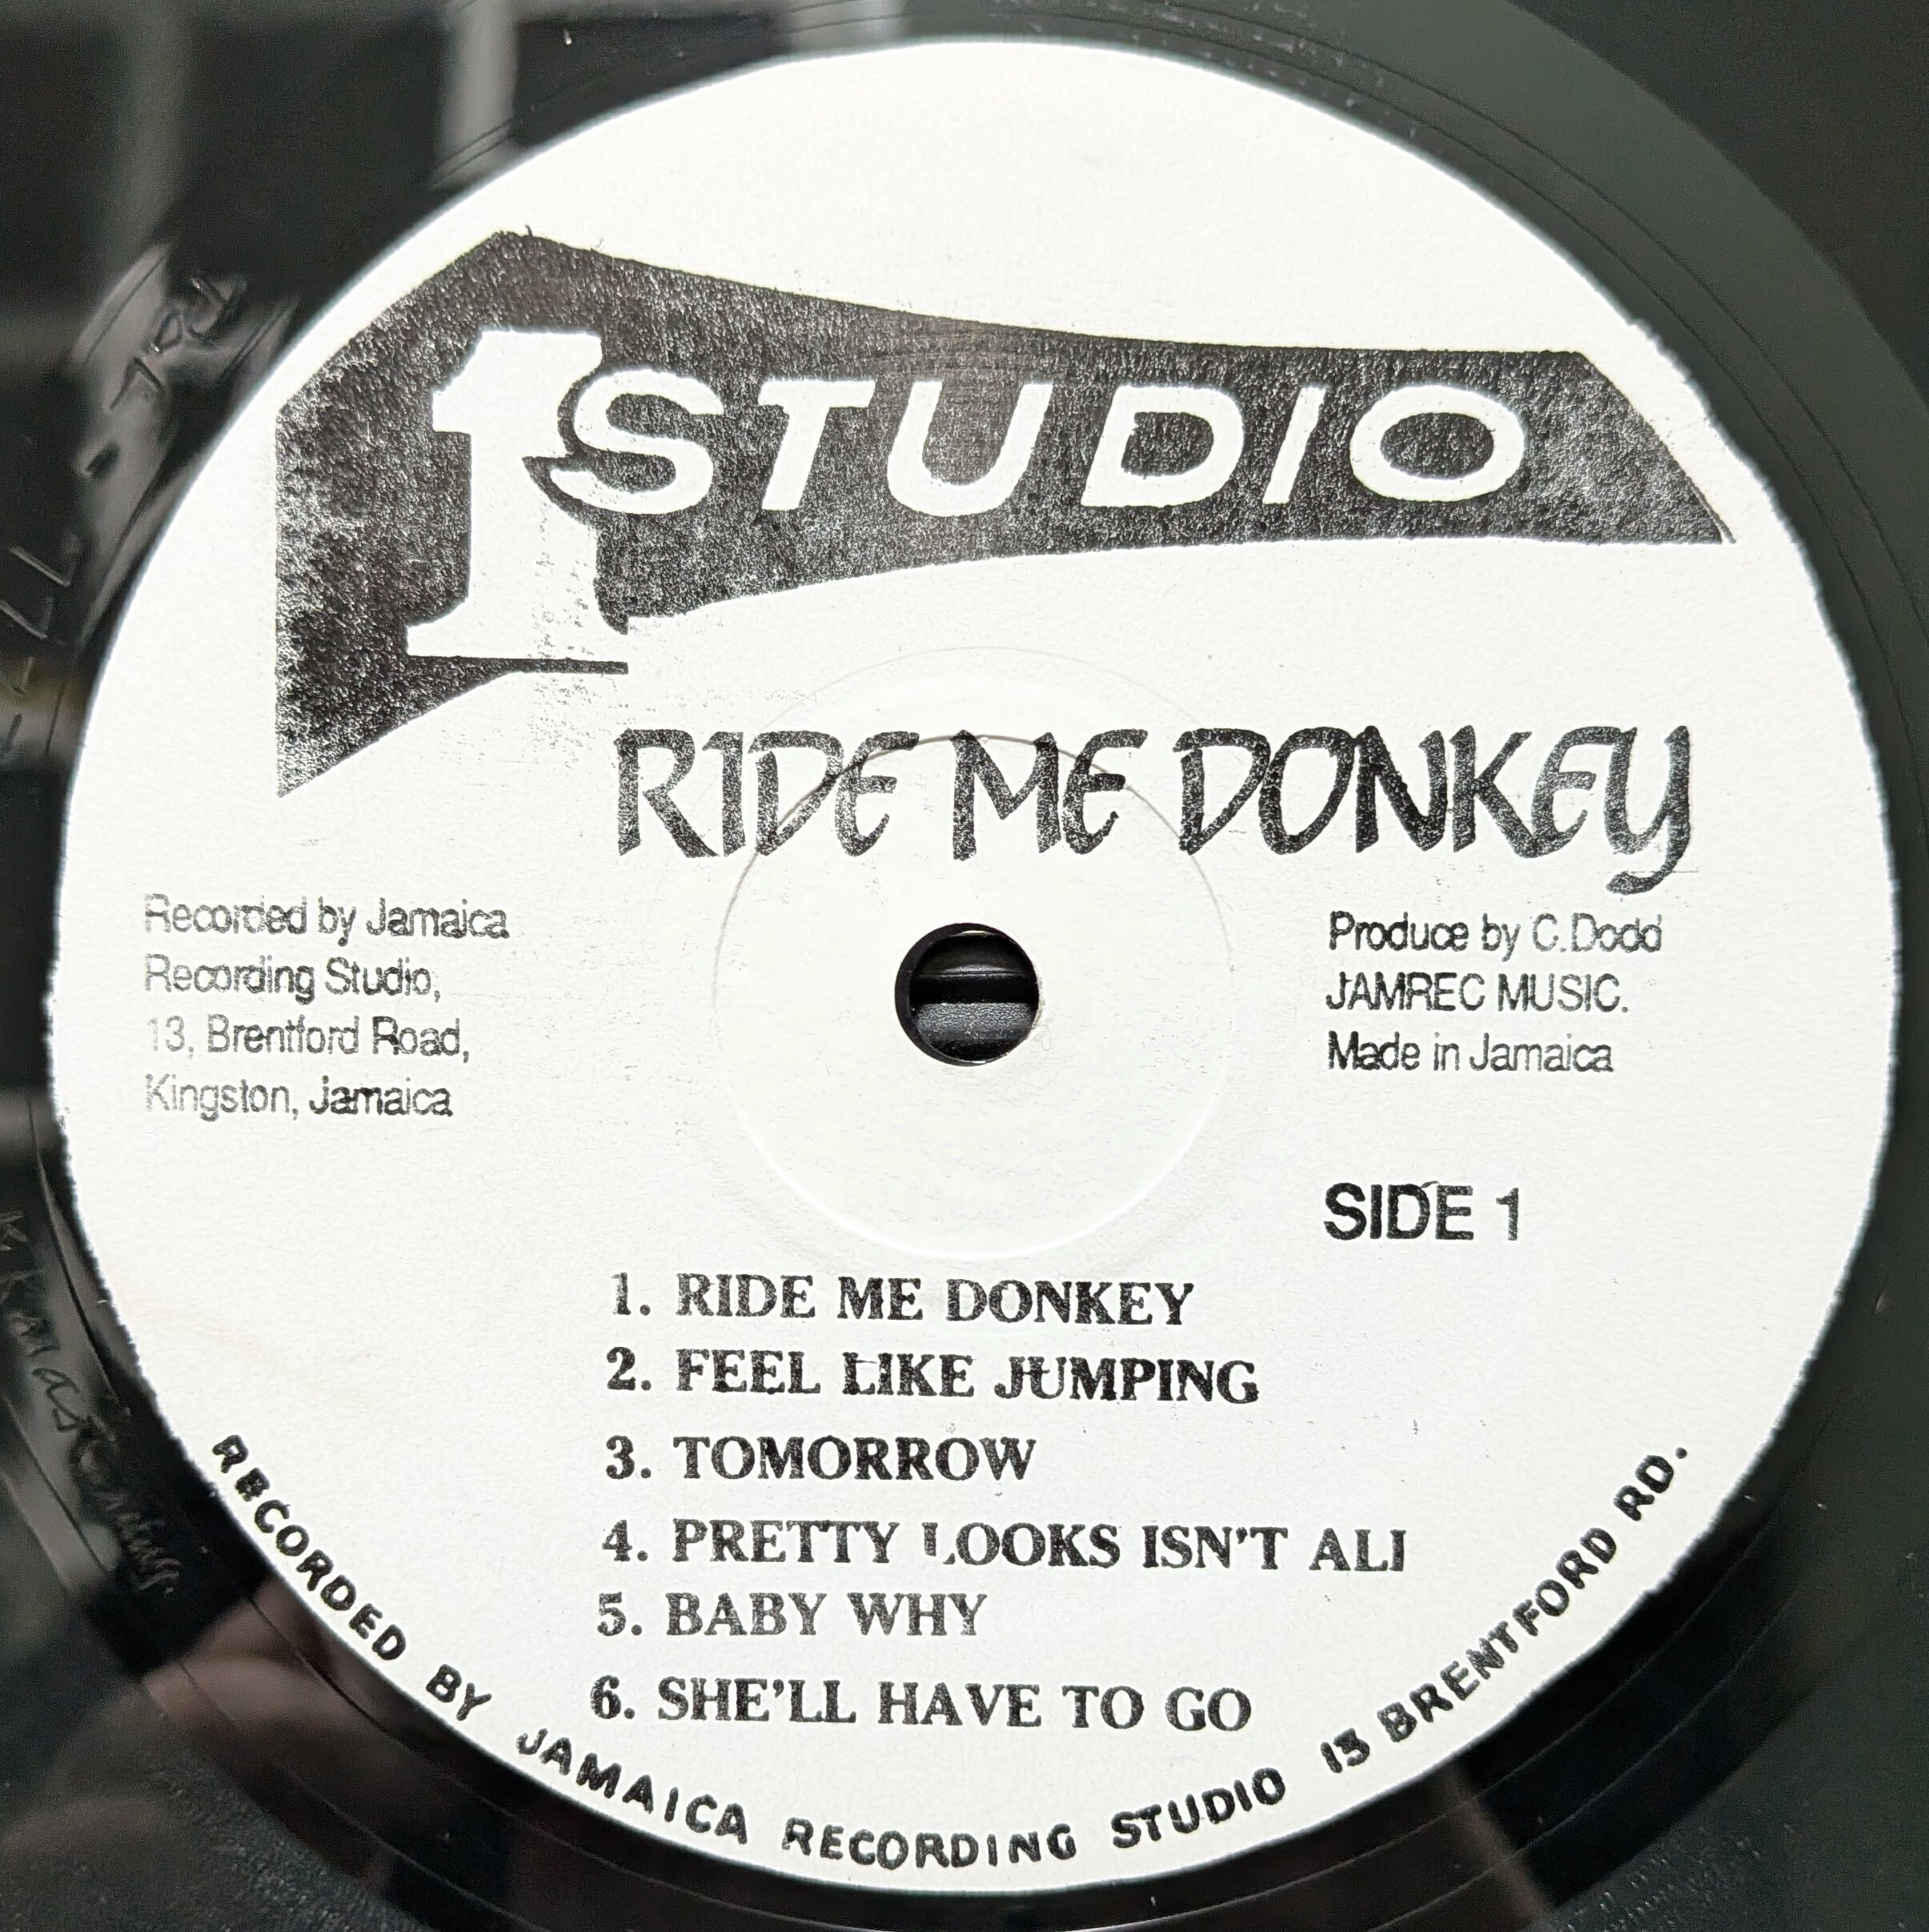 1 STUDIO
RIDE ME DONKEY
Recorded by Jamaica
Recording Studio,
13, Brentford Road,
Kingston, Jamaica
Produce by C.Dodd
JAMREC MUSIC.
Made in Jamaica
SIDE 1
1. RIDE ME DONKEY
2. FEEL LIKE JUMPING
3. TOMORROW
4. PRETTY LOOKS ISN'T ALL
5. BABY WHY
6. SHE'LL HAVE TO GO
RECORDED BY JAMAICA RECORDING STUDIO 13 BRENTFORD RD.